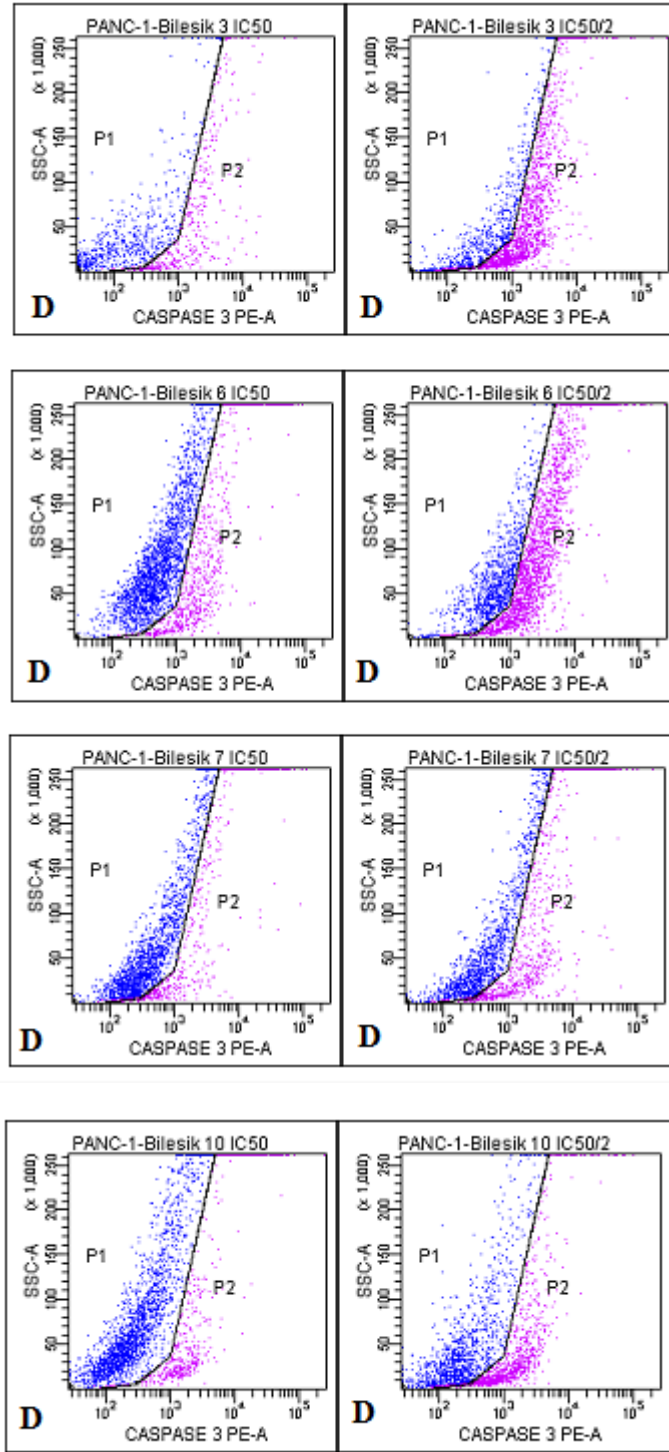 PANC-1-Bilesik 3 IC50
SSC-A
(x 1,000)
50 100 150 200 250
P1
P2
10² 10³ 10⁴ 10⁵
CASPASE 3 PE-A
D
PANC-1-Bilesik 3 IC50/2
SSC-A
(x 1,000)
50 100 150 200 250
P1
P2
10² 10³ 10⁴ 10⁵
CASPASE 3 PE-A
D
PANC-1-Bilesik 6 IC50
SSC-A
(x 1,000)
50 100 150 200 250
P1
P2
10² 10³ 10⁴ 10⁵
CASPASE 3 PE-A
D
PANC-1-Bilesik 6 IC50/2
SSC-A
(x 1,000)
50 100 150 200 250
P1
P2
10² 10³ 10⁴ 10⁵
CASPASE 3 PE-A
D
PANC-1-Bilesik 7 IC50
SSC-A
(x 1,000)
50 100 150 200 250
P1
P2
10² 10³ 10⁴ 10⁵
CASPASE 3 PE-A
D
PANC-1-Bilesik 7 IC50/2
SSC-A
(x 1,000)
50 100 150 200 250
P1
P2
10² 10³ 10⁴ 10⁵
CASPASE 3 PE-A
D
PANC-1-Bilesik 10 IC50
SSC-A
(x 1,000)
50 100 150 200 250
P1
P2
10² 10³ 10⁴ 10⁵
CASPASE 3 PE-A
D
PANC-1-Bilesik 10 IC50/2
SSC-A
(x 1,000)
50 100 150 200 250
P1
P2
10² 10³ 10⁴ 10⁵
CASPASE 3 PE-A
D